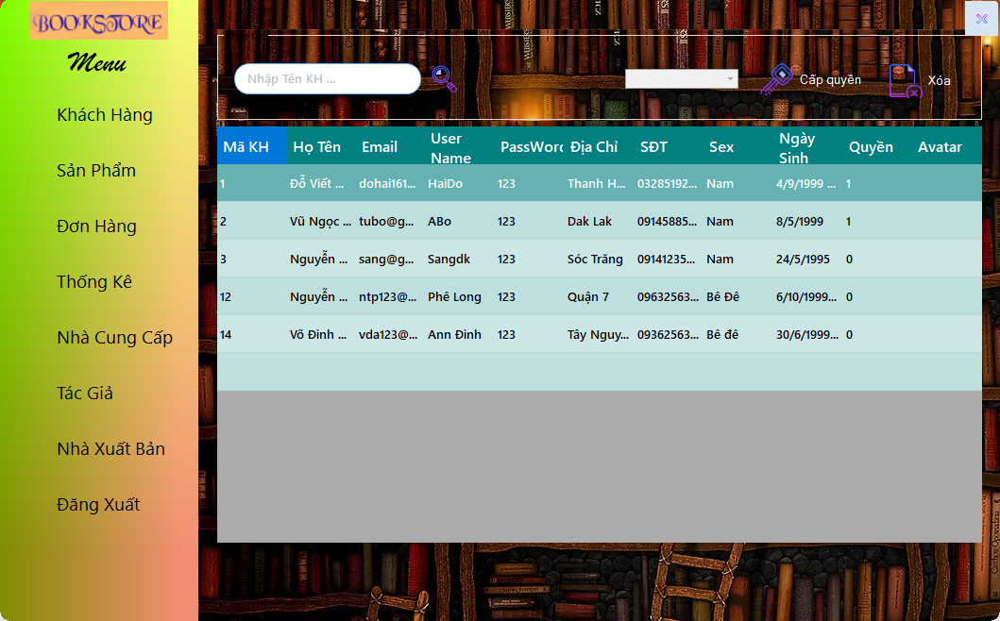 BOOKSTORE
Menu
Khách Hàng
Sản Phẩm
Đơn Hàng
Thống Kê
Nhà Cung Cấp
Tác Giả
Nhà Xuất Bản
Đăng Xuất
Nhập Tên KH ...
Cấp quyền
Xóa
Mã KH Họ Tên Email User Name PassWord Địa Chỉ SĐT Sex Ngày Sinh Quyền Avatar
1 Đỗ Viết ... dohai161... HaiDo 123 Thanh H... 03285192... Nam 4/9/1999 ... 1
2 Vũ Ngọc ... tubo@g... ABo 123 Dak Lak 09145885... Nam 8/5/1999 1
3 Nguyễn ... sang@g... Sangdk 123 Sóc Trăng 09141235... Nam 24/5/1995 0
12 Nguyễn ... ntp123@... Phê Long 123 Quận 7 09632563... Bê Đê 6/10/1999... 0
14 Võ Đinh ... vda123@... Ann Đình 123 Tây Nguy... 09362563... Bê đê 30/6/1999... 0